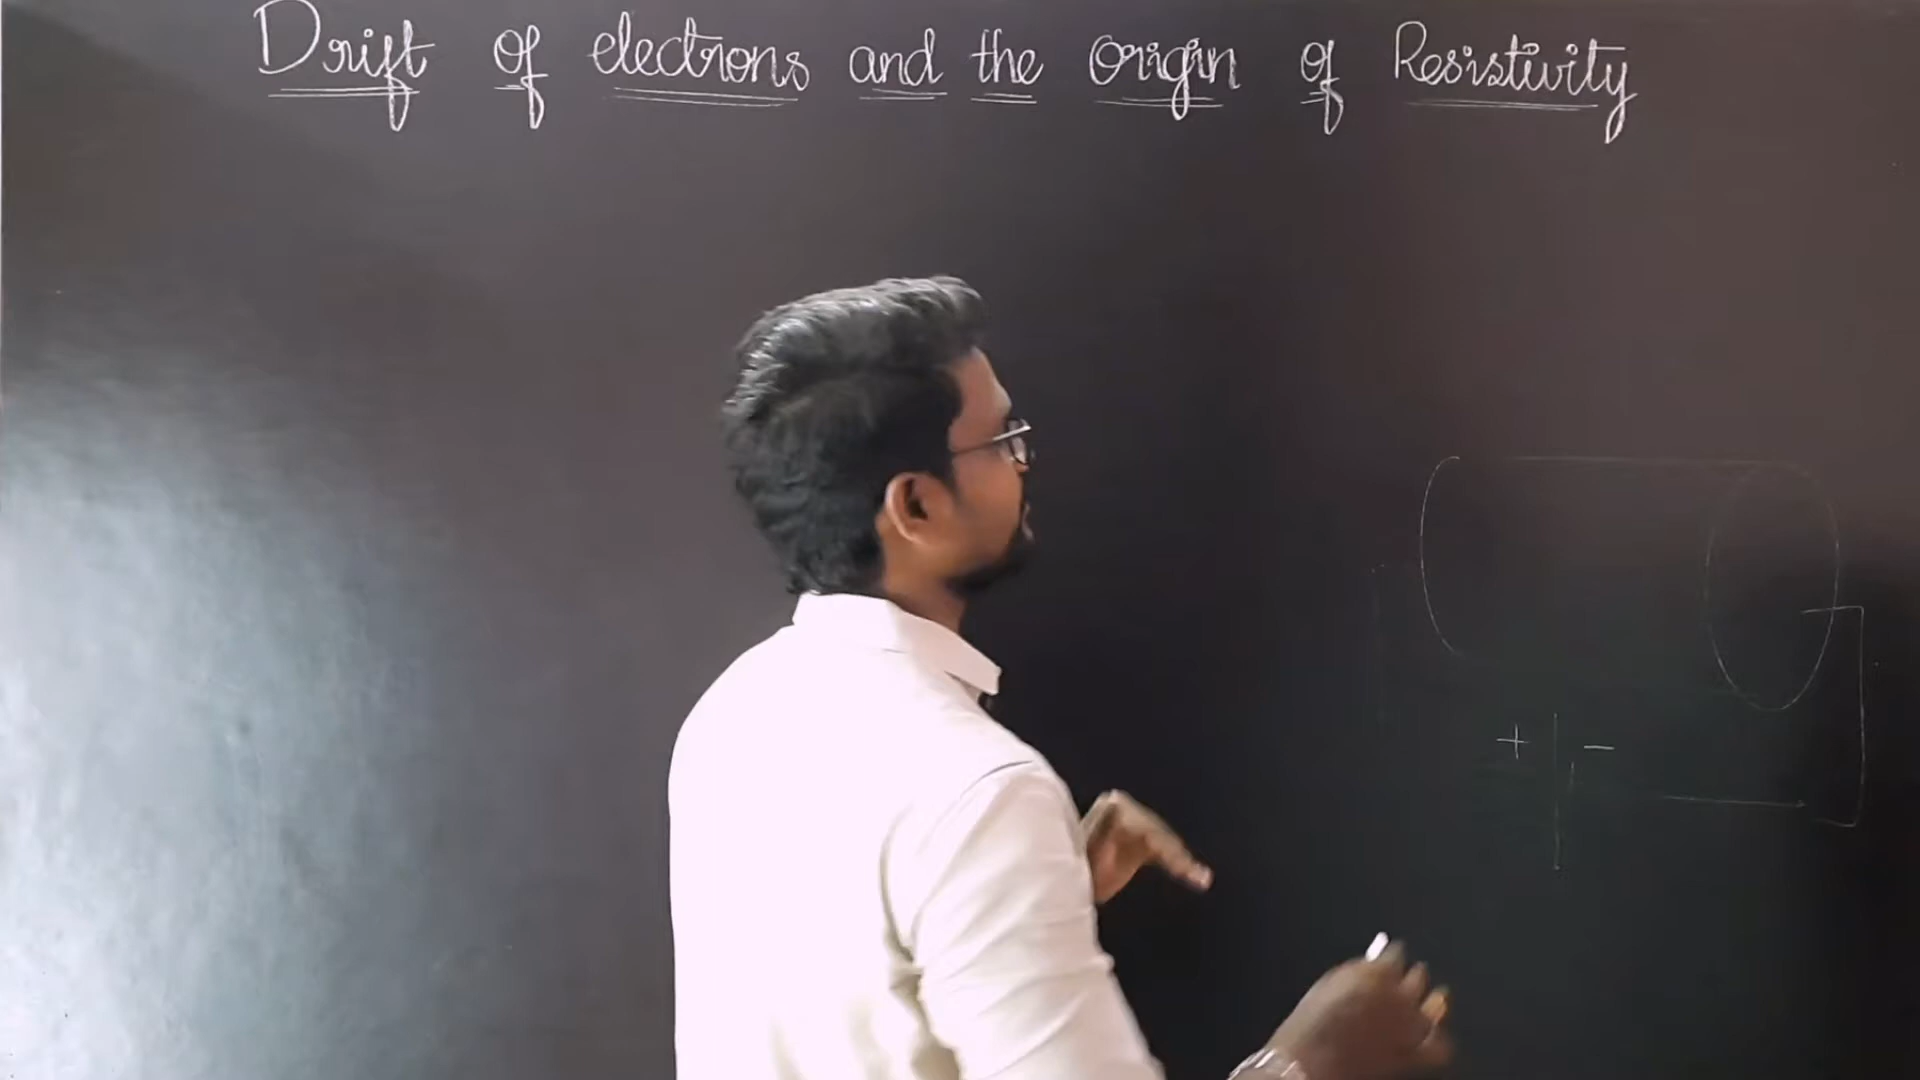 Drift of electrons and the origin of Resistivity
+ -